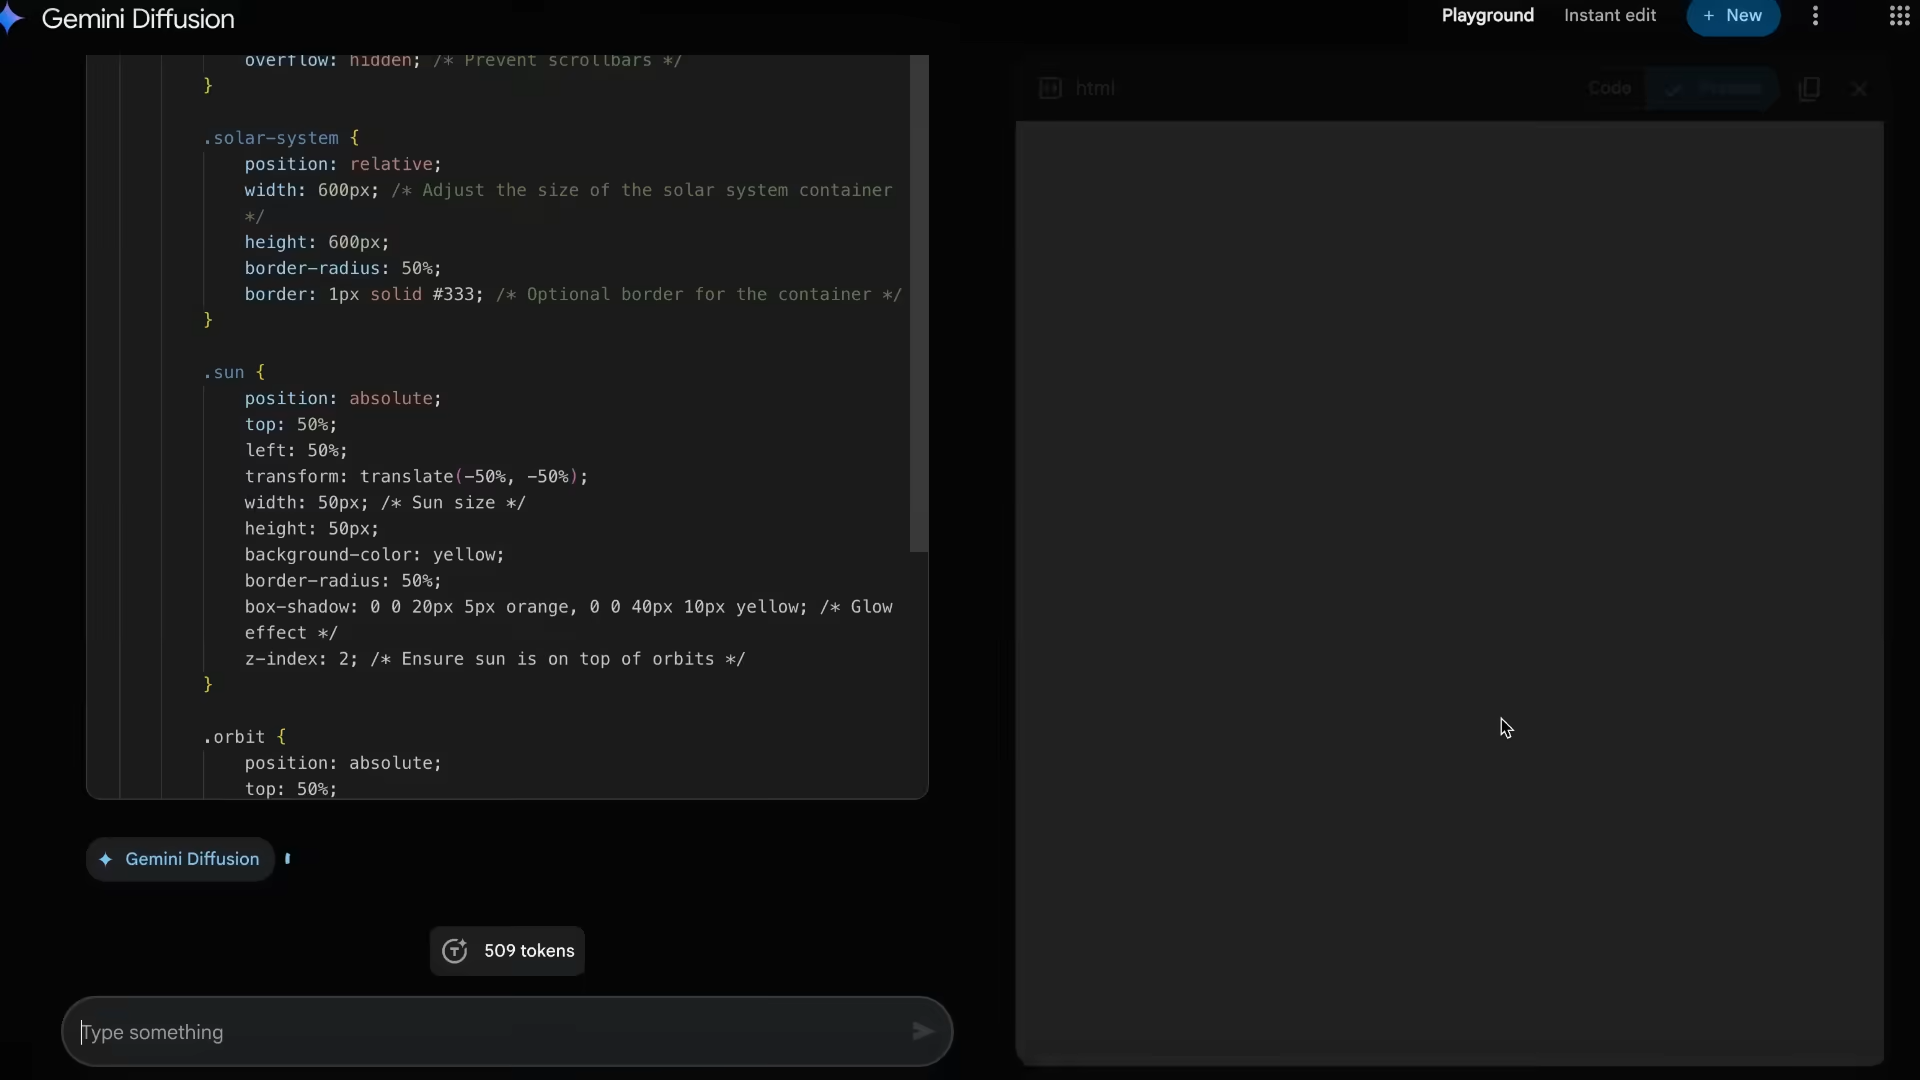 Gemini Diffusion
Playground
Instant edit
+ New
overflow: hidden; /* Prevent scrollbars */
}
.solar-system {
position: relative;
width: 600px; /* Adjust the size of the solar system container
*/
height: 600px;
border-radius: 50%;
border: 1px solid #333; /* Optional border for the container */
}
.sun {
position: absolute;
top: 50%;
left: 50%;
transform: translate(-50%, -50%);
width: 50px; /* Sun size */
height: 50px;
background-color: yellow;
border-radius: 50%;
box-shadow: 0 0 20px 5px orange, 0 0 40px 10px yellow; /* Glow
effect */
z-index: 2; /* Ensure sun is on top of orbits */
}
.orbit {
position: absolute;
top: 50%;
Gemini Diffusion
509 tokens
Type something
html
Code